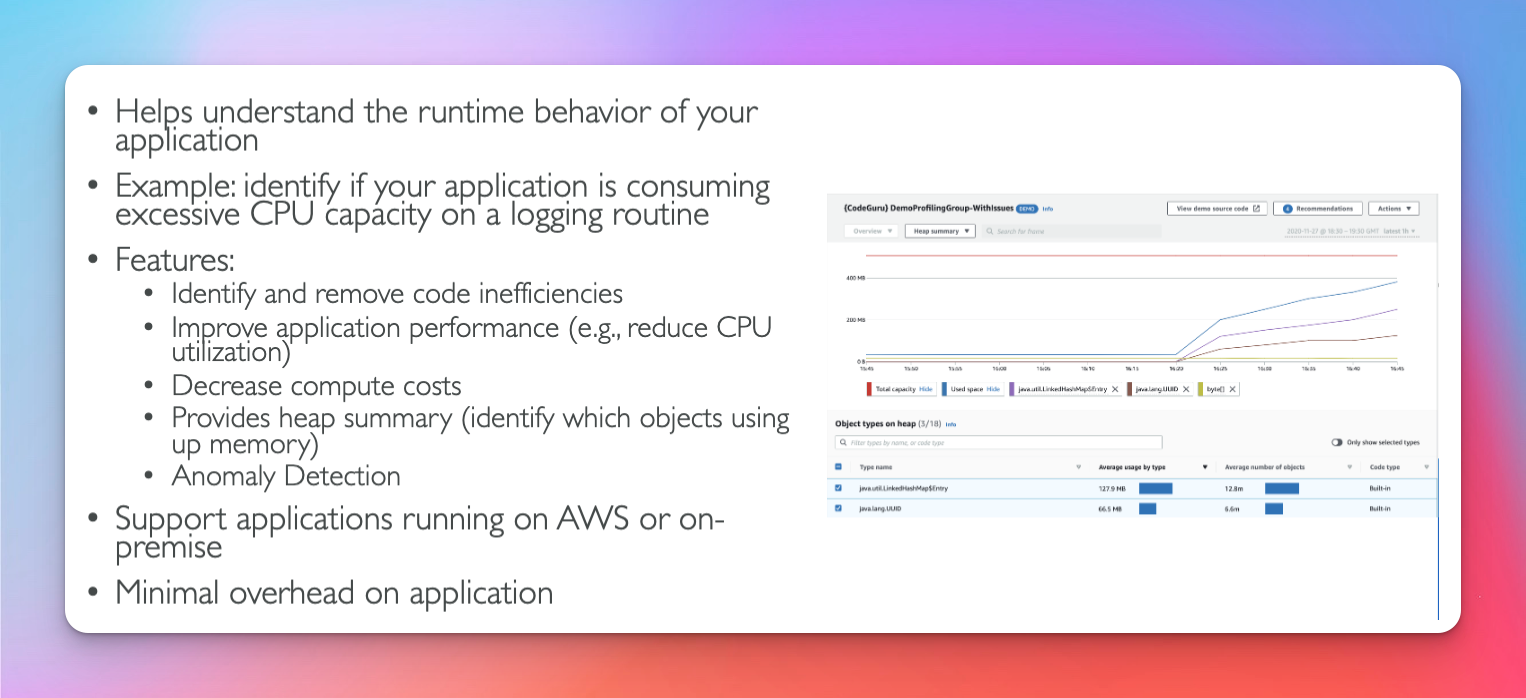 • Helps understand the runtime behavior of your
application
• Example: identify if your application is consuming
excessive CPU capacity on a logging routine
• Features:
• Identify and remove code inefficiencies
• Improve application performance (e.g., reduce CPU
utilization)
• Decrease compute costs
• Provides heap summary (identify which objects using
up memory)
• Anomaly Detection
• Support applications running on AWS or on-
premise
• Minimal overhead on application
{CodeGuru} DemoProfilingGroup-WithIssues DEMO Info
View demo source code Recommendations Actions
Overview Heap summary Search for frame
2020-11-27 @ 18:30 – 19:30 GMT latest 1h
400 MB
200 MB
0 B
15:45 15:50 15:55 16:00 16:05 16:10 16:15 16:20 16:25 16:30 16:35 16:40 16:45
Total capacity Hide Used space Hide java.util.LinkedHashMap$Entry java.lang.UUID byte[]
Object types on heap (3/18) Info
Filter types by name, or code type Only show selected types
Type name Average usage by type Average number of objects Code type
java.util.LinkedHashMap$Entry 127.9 MB 12.8m Built-in
java.lang.UUID 66.5 MB 6.6m Built-in